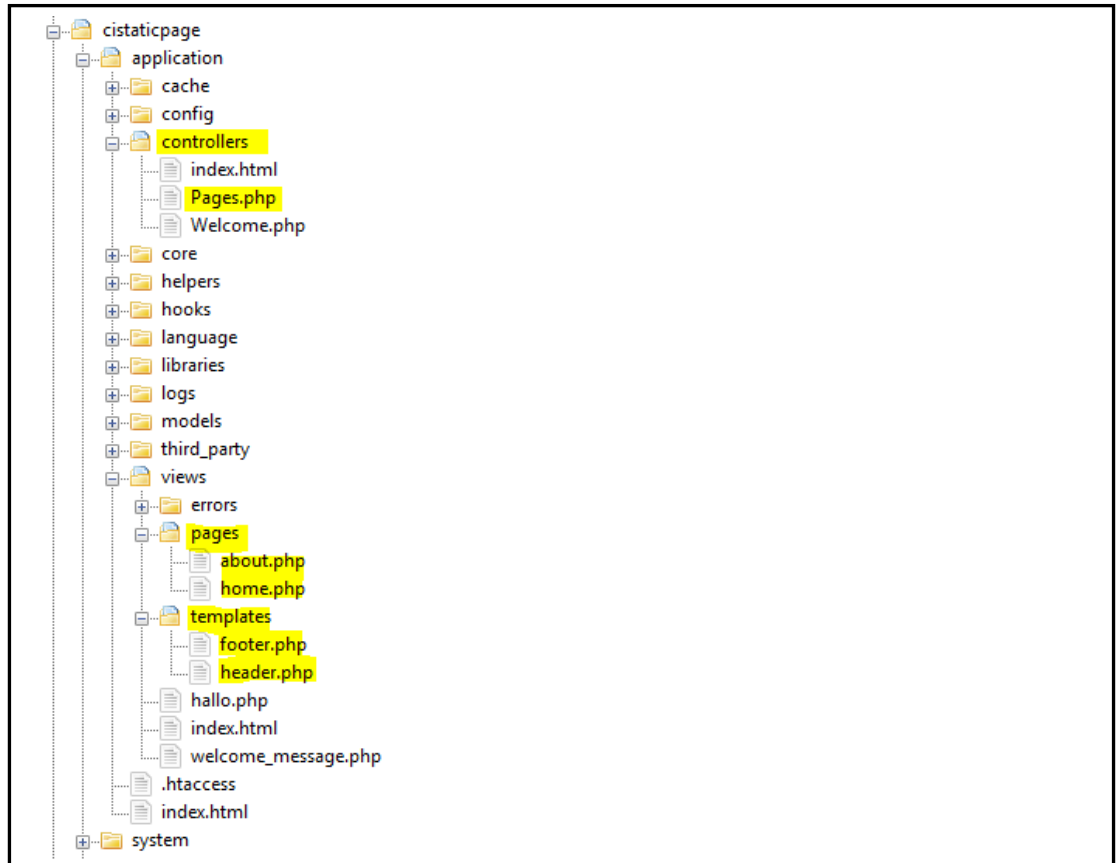 cistaticpage
application
cache
config
controllers
index.html
Pages.php
Welcome.php
core
helpers
hooks
language
libraries
logs
models
third_party
views
errors
pages
about.php
home.php
templates
footer.php
header.php
hallo.php
index.html
welcome_message.php
.htaccess
index.html
system